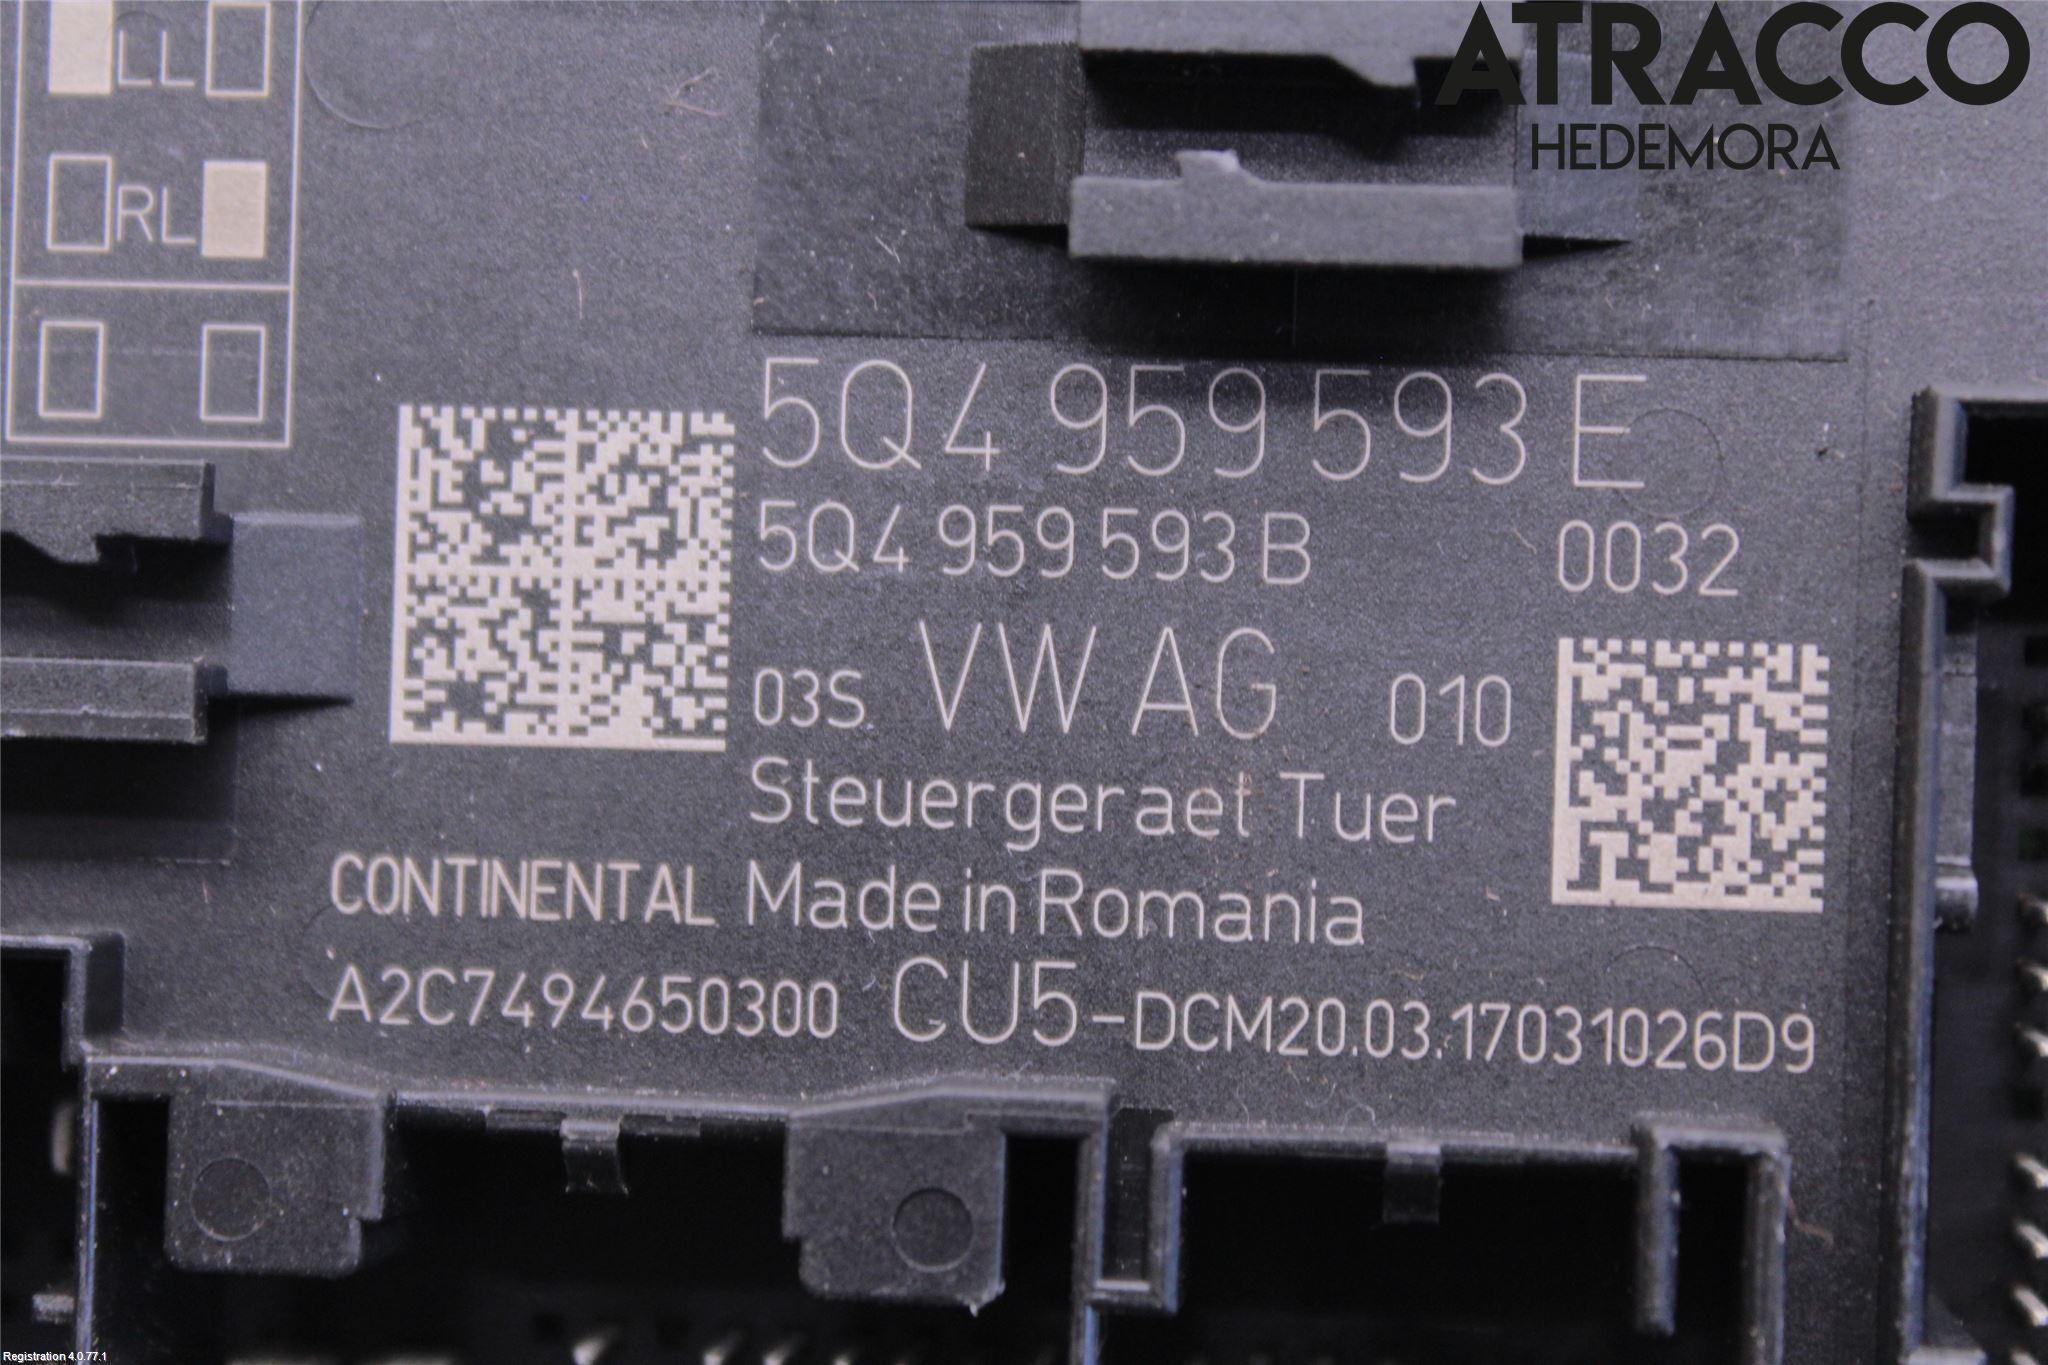 ATRACCO
HEDEMORA
LL
RL
5Q4 959 593 E
5Q4 959 593 B 0032
03S VW AG 010
Steuergeraet Tuer
CONTINENTAL Made in Romania
A2C7494650300 CU5-DCM20.03.17031026D9
Registration 4.0.77.1